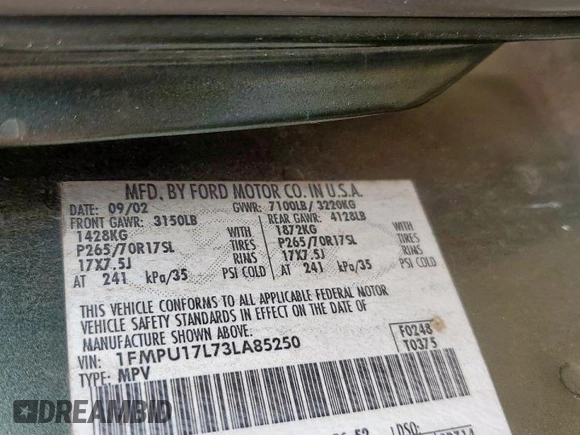 MFD. BY FORD MOTOR CO. IN U.S.A.
DATE: 09/02 GVWR: 7100LB/ 3220KG
FRONT GAWR: 3150LB REAR GAWR: 4128LB
1428KG WITH 1872KG WITH
P265/70R17SL TIRES P265/70R17SL TIRES
17X7.5J RIMS 17X7.5J RIMS
AT 241 kPa/35 PSI COLD AT 241 kPa/35 PSI COLD
THIS VEHICLE CONFORMS TO ALL APPLICABLE FEDERAL MOTOR
VEHICLE SAFETY STANDARDS IN EFFECT ON THE DATE OF
MANUFACTURE SHOWN ABOVE. F0248
VIN: 1FMPU17L73LA85250 T0375
TYPE: MPV
DSO:
DREAMBID